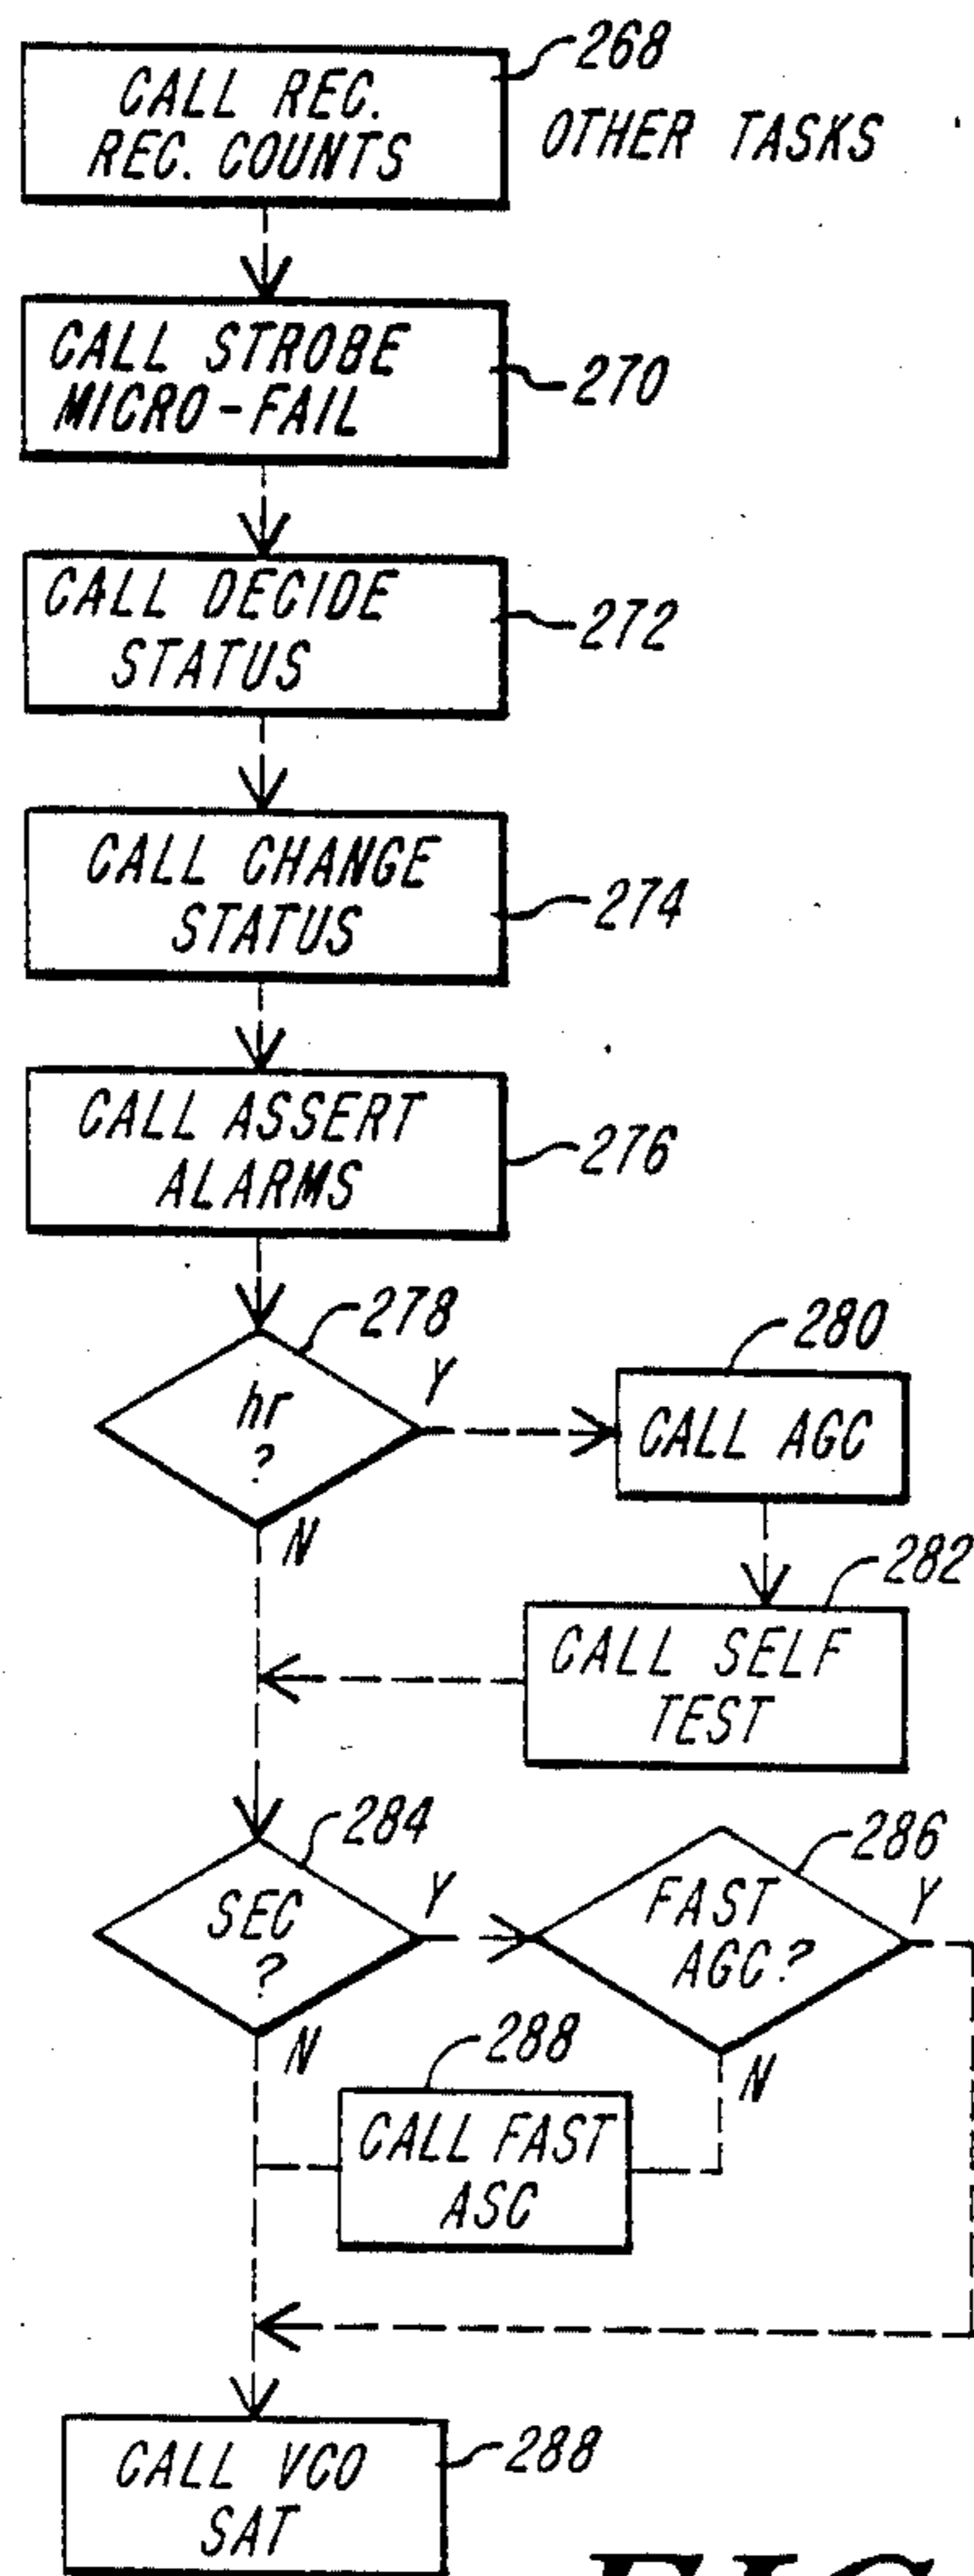 CALL REC.
REC. COUNTS
268
OTHER TASKS
CALL STROBE
MICRO-FAIL
270
CALL DECIDE
STATUS
272
CALL CHANGE
STATUS
274
CALL ASSERT
ALARMS
276
hr
?
278
Y
N
CALL AGC
280
CALL SELF
TEST
282
SEC
?
284
Y
N
FAST
AGC?
286
Y
N
CALL FAST
ASC
288
CALL VCO
SAT
288